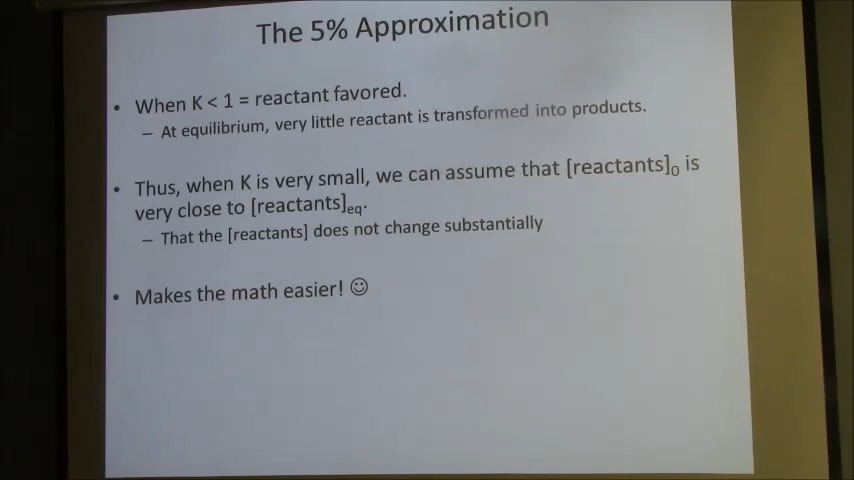 The 5% Approximation
• When K < 1 = reactant favored.
– At equilibrium, very little reactant is transformed into products.
• Thus, when K is very small, we can assume that [reactants]₀ is
very close to [reactants]eq.
– That the [reactants] does not change substantially
• Makes the math easier! ☺